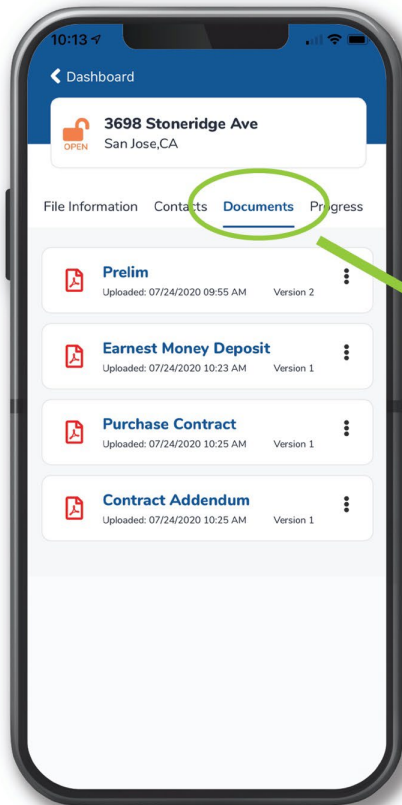 10:13
Dashboard
3698 Stoneridge Ave
OPEN
San Jose,CA
File Information Contacts Documents Progress
Prelim
Uploaded: 07/24/2020 09:55 AM Version 2
Earnest Money Deposit
Uploaded: 07/24/2020 10:23 AM Version 1
Purchase Contract
Uploaded: 07/24/2020 10:25 AM Version 1
Contract Addendum
Uploaded: 07/24/2020 10:25 AM Version 1